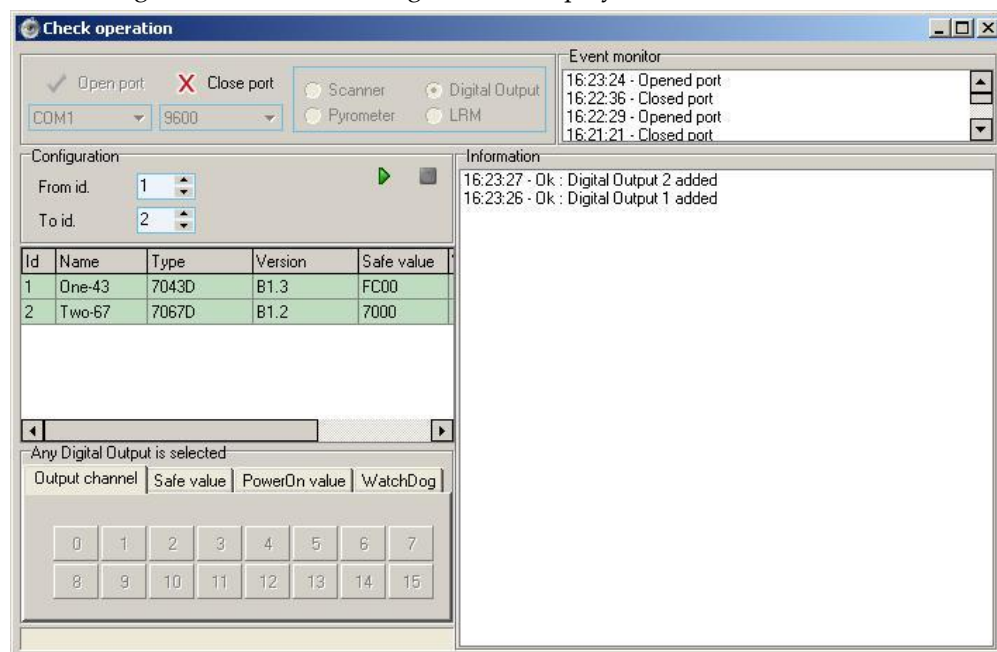 Check operation
Open port
Close port
COM1
9600
Scanner
Digital Output
Pyrometer
LRM
Event monitor
16:23:24 - Opened port
16:22:36 - Closed port
16:22:29 - Opened port
16:21:21 - Closed port
Configuration
From id. 1
To id. 2
Information
16:23:27 - Ok : Digital Output 2 added
16:23:26 - Ok : Digital Output 1 added
Id Name Type Version Safe value
1 One-43 7043D B1.3 FC00
2 Two-67 7067D B1.2 7000
Any Digital Output is selected
Output channel Safe value PowerOn value WatchDog
0 1 2 3 4 5 6 7
8 9 10 11 12 13 14 15